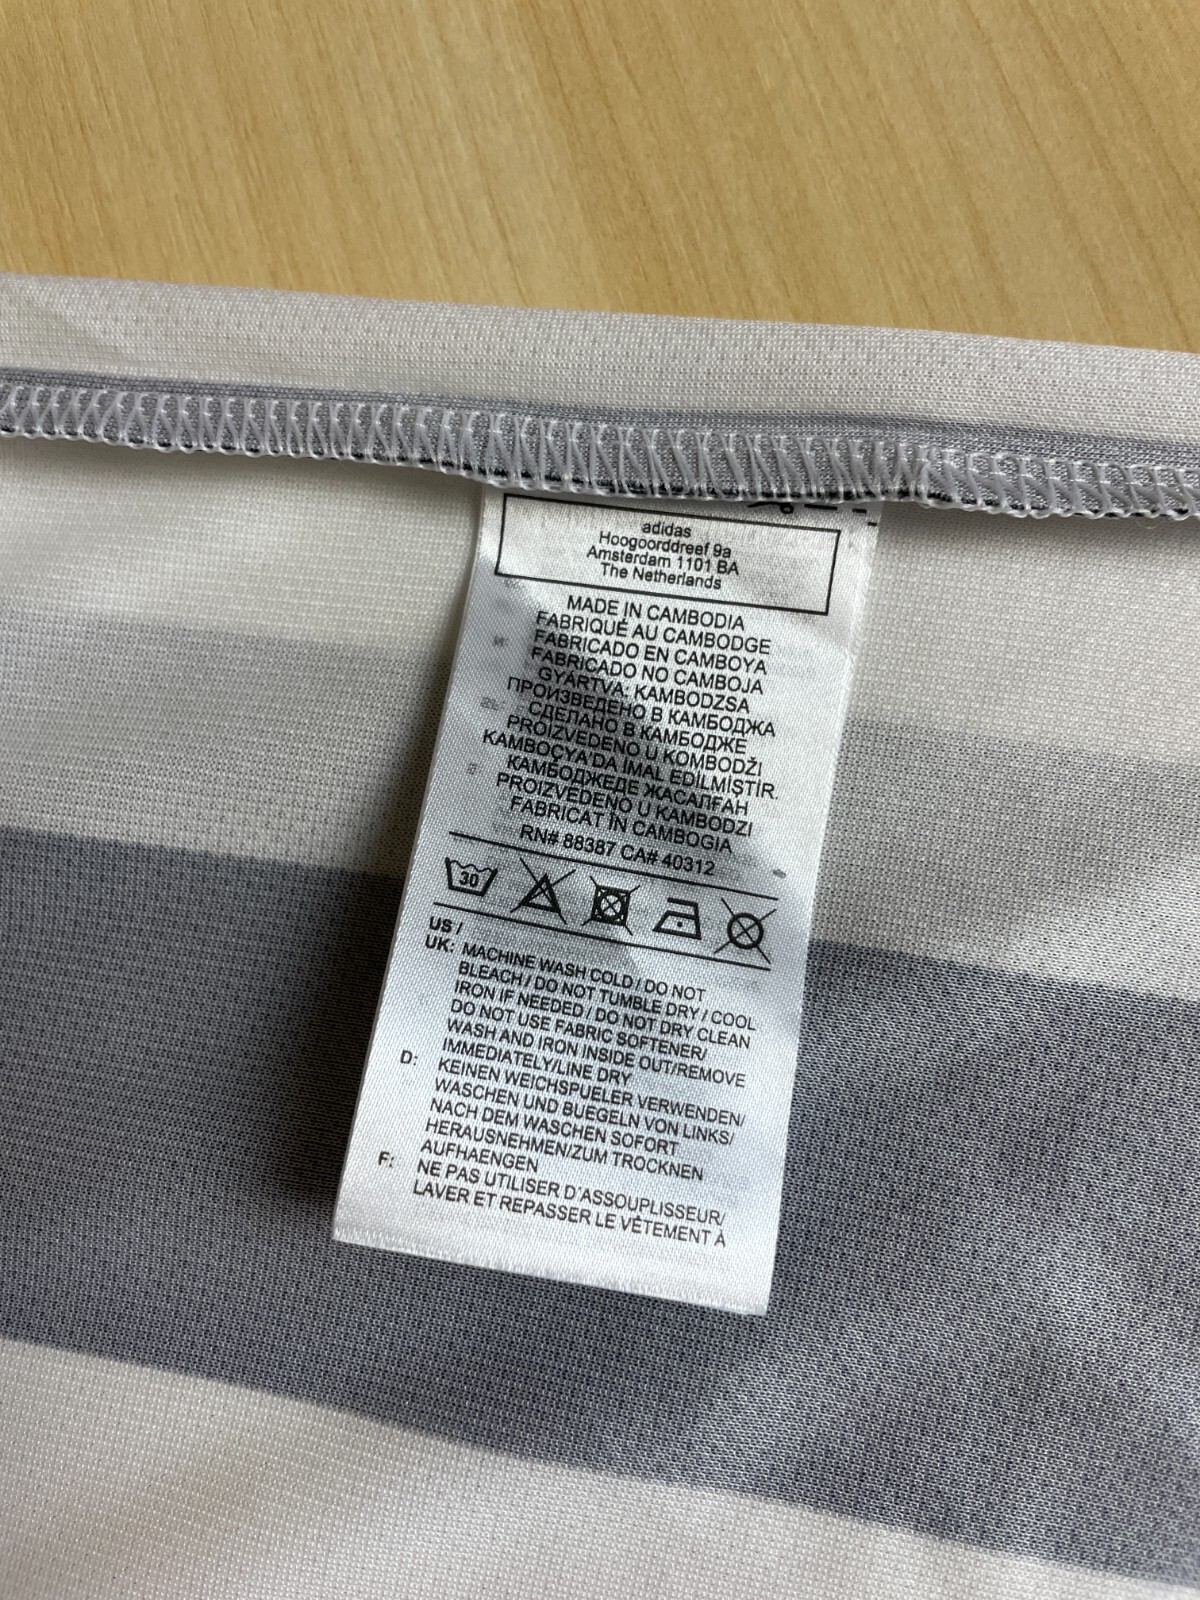 adidas
Hoogoorddreef 9a
Amsterdam 1101 BA
The Netherlands
MADE IN CAMBODIA
FABRIQUÉ AU CAMBODGE
FABRICADO EN CAMBOYA
FABRICADO NO CAMBOJA
GYÁRTVA: KAMBODZSA
ПРОИЗВЕДЕНО В КАМБОДЖА
СДЕЛАНО В КАМБОДЖЕ
PROIZVEDENO U KOMBODŽI
KAMBOÇYA'DA IMAL EDILMİŞTİR.
КАМБОДЖЕДЕ ЖАСАЛҒАН
PROIZVEDENO U KAMBODZI
FABRICAT ÎN CAMBOGIA
RN# 88387 CA# 40312
30
US /
UK: MACHINE WASH COLD / DO NOT
BLEACH / DO NOT TUMBLE DRY / COOL
IRON IF NEEDED / DO NOT DRY CLEAN
DO NOT USE FABRIC SOFTENER/
WASH AND IRON INSIDE OUT/REMOVE
IMMEDIATELY/LINE DRY
D: KEINEN WEICHSPUELER VERWENDEN/
WASCHEN UND BUEGELN VON LINKS/
NACH DEM WASCHEN SOFORT
HERAUSNEHMEN/ZUM TROCKNEN
AUFHAENGEN
F: NE PAS UTILISER D'ASSOUPLISSEUR/
LAVER ET REPASSER LE VÊTEMENT À